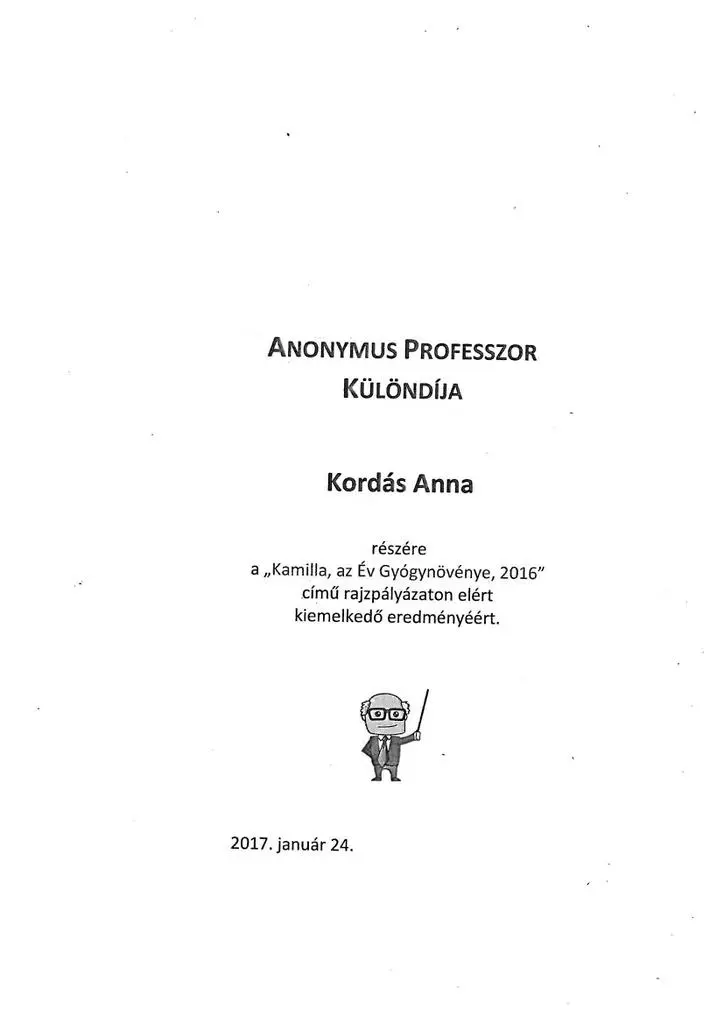 ANONYMUS PROFESSZOR
KÜLÖNDÍJA
Kordás Anna
részére
a „Kamilla, az Év Gyógynövénye, 2016”
című rajzpályázaton elért
kiemelkedő eredményéért.
2017. január 24.